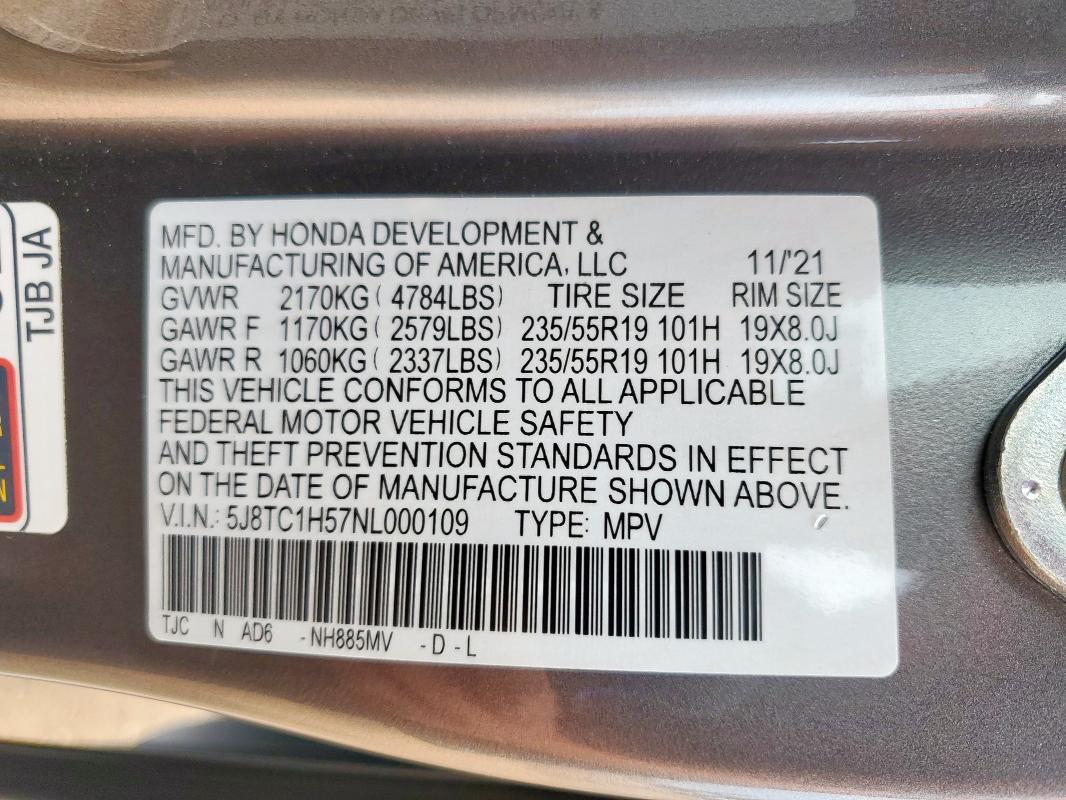 MFD. BY HONDA DEVELOPMENT &
MANUFACTURING OF AMERICA, LLC 11/'21
GVWR 2170KG ( 4784LBS) TIRE SIZE RIM SIZE
GAWR F 1170KG ( 2579LBS) 235/55R19 101H 19X8.0J
GAWR R 1060KG ( 2337LBS) 235/55R19 101H 19X8.0J
THIS VEHICLE CONFORMS TO ALL APPLICABLE
FEDERAL MOTOR VEHICLE SAFETY
AND THEFT PREVENTION STANDARDS IN EFFECT
ON THE DATE OF MANUFACTURE SHOWN ABOVE.
V.I.N.: 5J8TC1H57NL000109 TYPE: MPV
TJC N AD6 -NH885MV -D -L
TJB JA